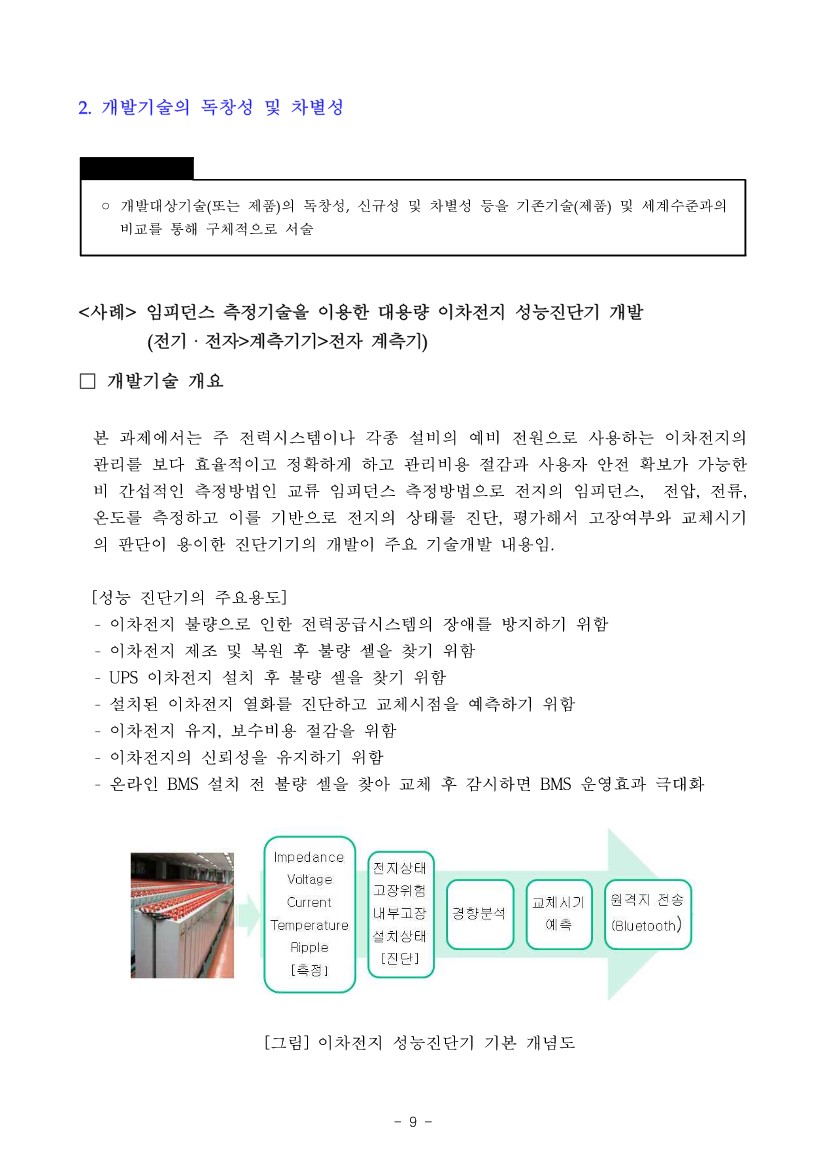 2. 개발기술의 독창성 및 차별성
○ 개발대상기술(또는 제품)의 독창성, 신규성 및 차별성 등을 기존기술(제품) 및 세계수준과의
비교를 통해 구체적으로 서술
<사례> 임피던스 측정기술을 이용한 대용량 이차전지 성능진단기 개발
(전기 · 전자>계측기기>전자 계측기)
□ 개발기술 개요
본 과제에서는 주 전력시스템이나 각종 설비의 예비 전원으로 사용하는 이차전지의
관리를 보다 효율적이고 정확하게 하고 관리비용 절감과 사용자 안전 확보가 가능한
비 간섭적인 측정방법인 교류 임피던스 측정방법으로 전지의 임피던스, 전압, 전류,
온도를 측정하고 이를 기반으로 전지의 상태를 진단, 평가해서 고장여부와 교체시기
의 판단이 용이한 진단기기의 개발이 주요 기술개발 내용임.
[성능 진단기의 주요용도]
- 이차전지 불량으로 인한 전력공급시스템의 장애를 방지하기 위함
- 이차전지 제조 및 복원 후 불량 셀을 찾기 위함
- UPS 이차전지 설치 후 불량 셀을 찾기 위함
- 설치된 이차전지 열화를 진단하고 교체시점을 예측하기 위함
- 이차전지 유지, 보수비용 절감을 위함
- 이차전지의 신뢰성을 유지하기 위함
- 온라인 BMS 설치 전 불량 셀을 찾아 교체 후 감시하면 BMS 운영효과 극대화
Impedance
Voltage
Current
Temperature
Ripple
[측정]
전지상태
고장위험
내부고장
설치상태
[진단]
경향분석
교체시기
예측
원격지 전송
(Bluetooth)
[그림] 이차전지 성능진단기 기본 개념도
- 9 -